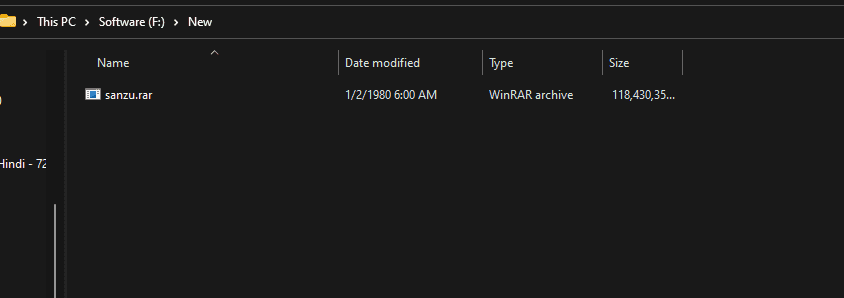 This PC > Software (F:) > New
Name Date modified Type Size
sanzu.rar 1/2/1980 6:00 AM WinRAR archive 118,430,35...
Hindi - 72